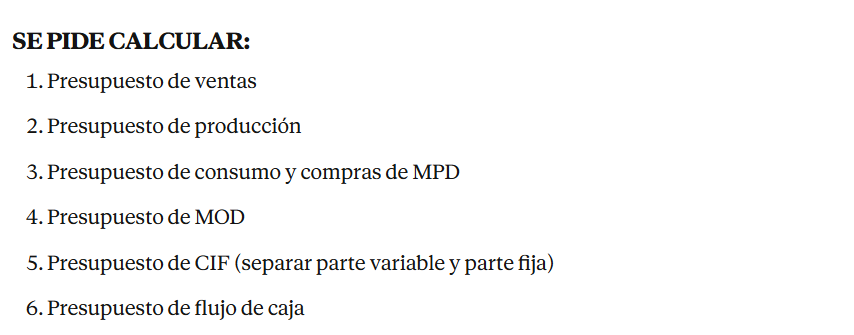 SE PIDE CALCULAR:
1. Presupuesto de ventas
2. Presupuesto de producción
3. Presupuesto de consumo y compras de MPD
4. Presupuesto de MOD
5. Presupuesto de CIF (separar parte variable y parte fija)
6. Presupuesto de flujo de caja